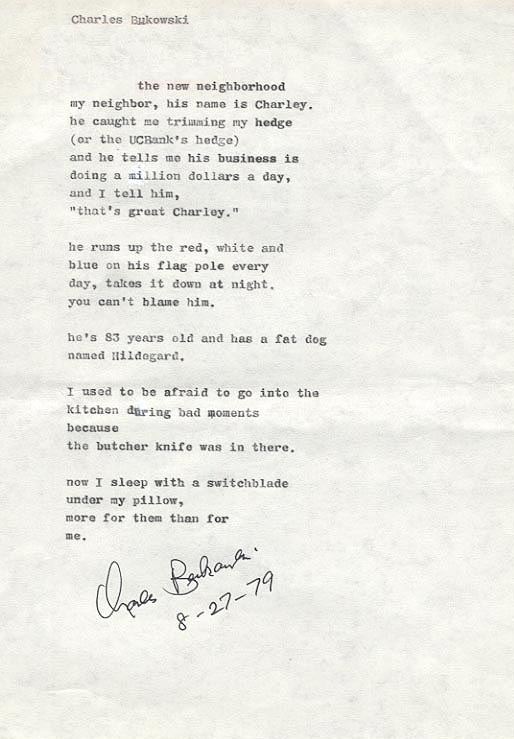 Charles Bukowski
the new neighborhood
my neighbor, his name is Charley.
he caught me trimming my hedge
(or the UCBank's hedge)
and he tells me his business is
doing a million dollars a day,
and I tell him,
"that's great Charley."
he runs up the red, white and
blue on his flag pole every
day, takes it down at night.
you can't blame him.
he's 83 years old and has a fat dog
named Hildegard.
I used to be afraid to go into the
kitchen during bad moments
because
the butcher knife was in there.
now I sleep with a switchblade
under my pillow,
more for them than for
me.
Charles Bukowski
8-27-79